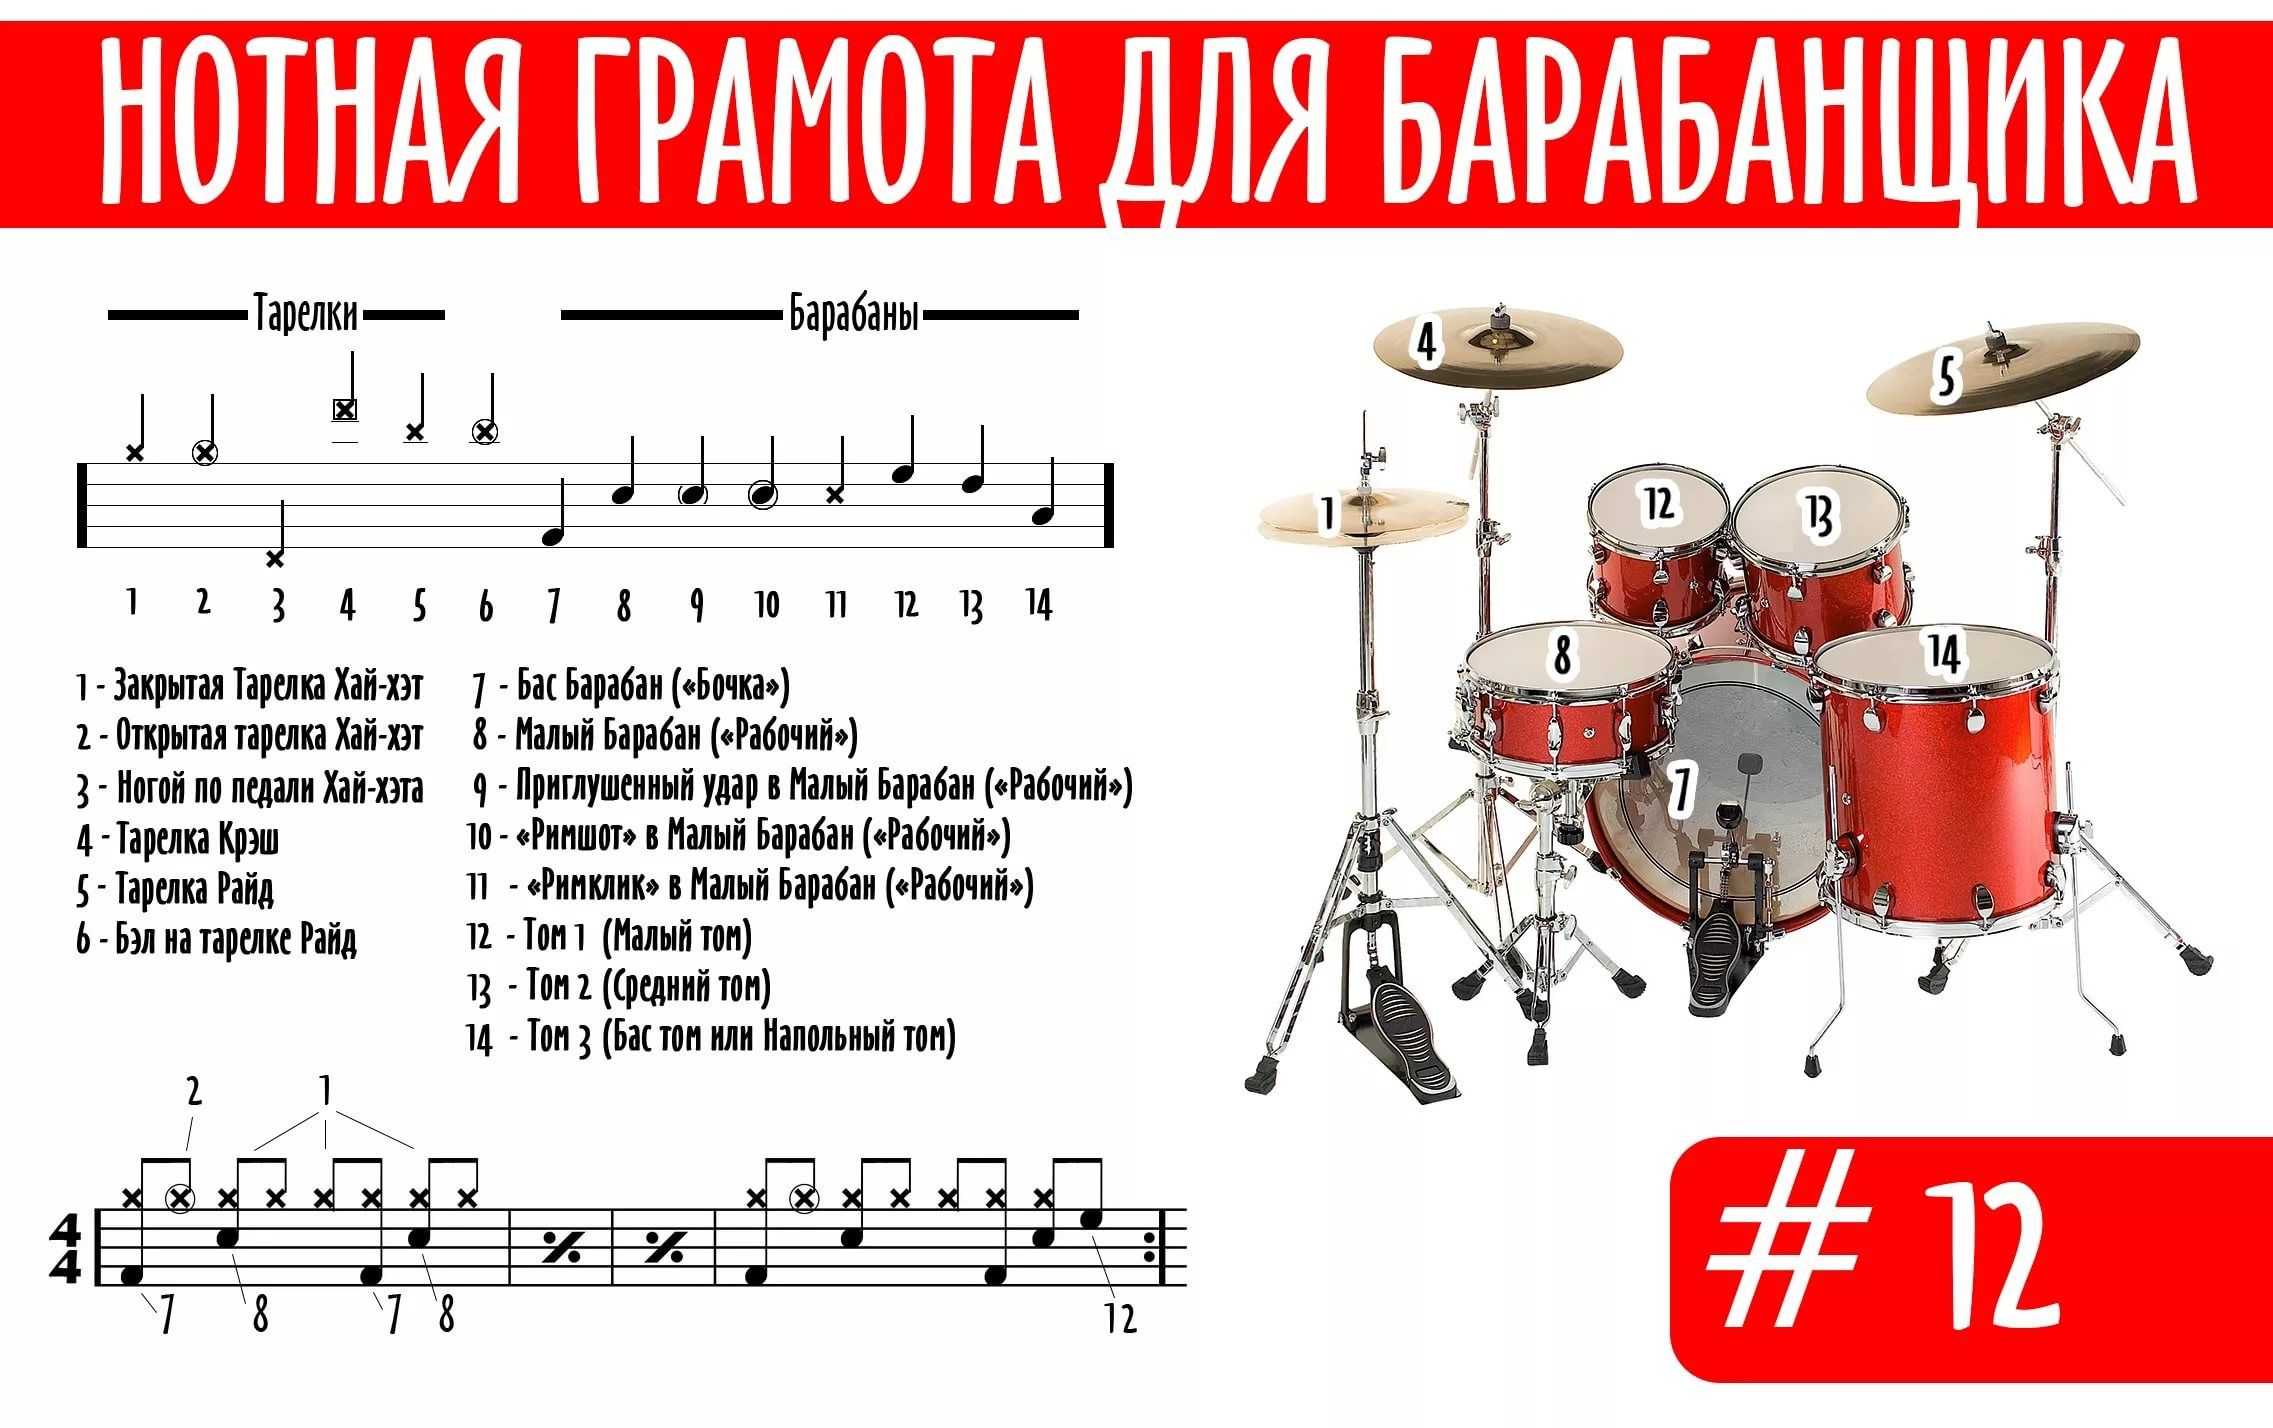 НОТНАЯ ГРАМОТА ДЛЯ БАРАБАНЩИКА
Тарелки
Барабаны
1 2 3 4 5 6 7 8 9 10 11 12 13 14
1 - Закрытая Тарелка Хай-хэт
2 - Открытая тарелка Хай-хэт
3 - Ногой по педали Хай-хэта
4 - Тарелка Крэш
5 - Тарелка Райд
6 - Бэл на тарелке Райд
7 - Бас Барабан («Бочка»)
8 - Малый Барабан («Рабочий»)
9 - Приглушенный удар в Малый Барабан («Рабочий»)
10 - «Римшот» в Малый Барабан («Рабочий»)
11 - «Римклик» в Малый Барабан («Рабочий»)
12 - Том 1 (Малый том)
13 - Том 2 (Средний том)
14 - Том 3 (Бас том или Напольный том)
2 1
4
4
7 8 7 8 12
4
5
1
12
13
8
14
7
# 12